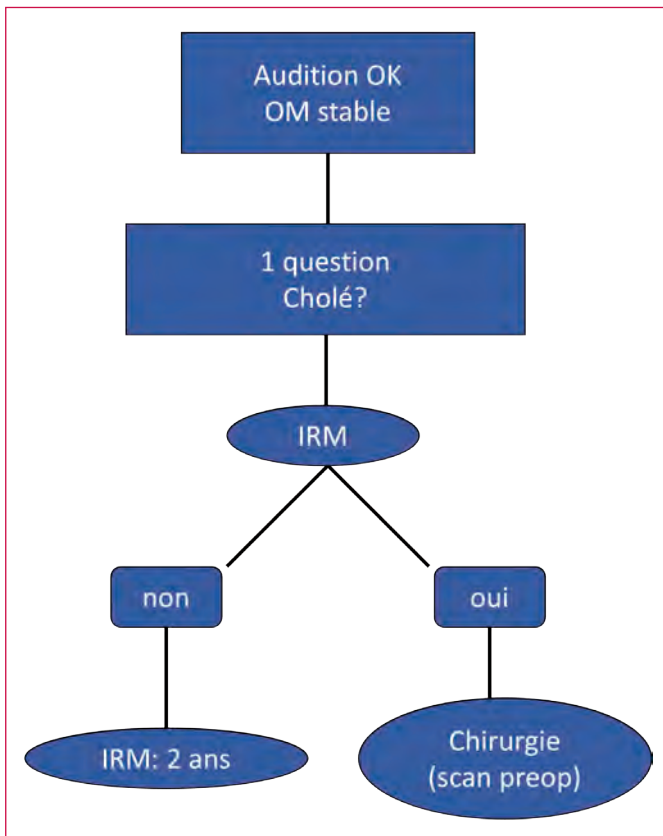 Audition OK
OM stable
1 question
Cholé?
IRM
non
oui
IRM: 2 ans
Chirurgie
(scan preop)